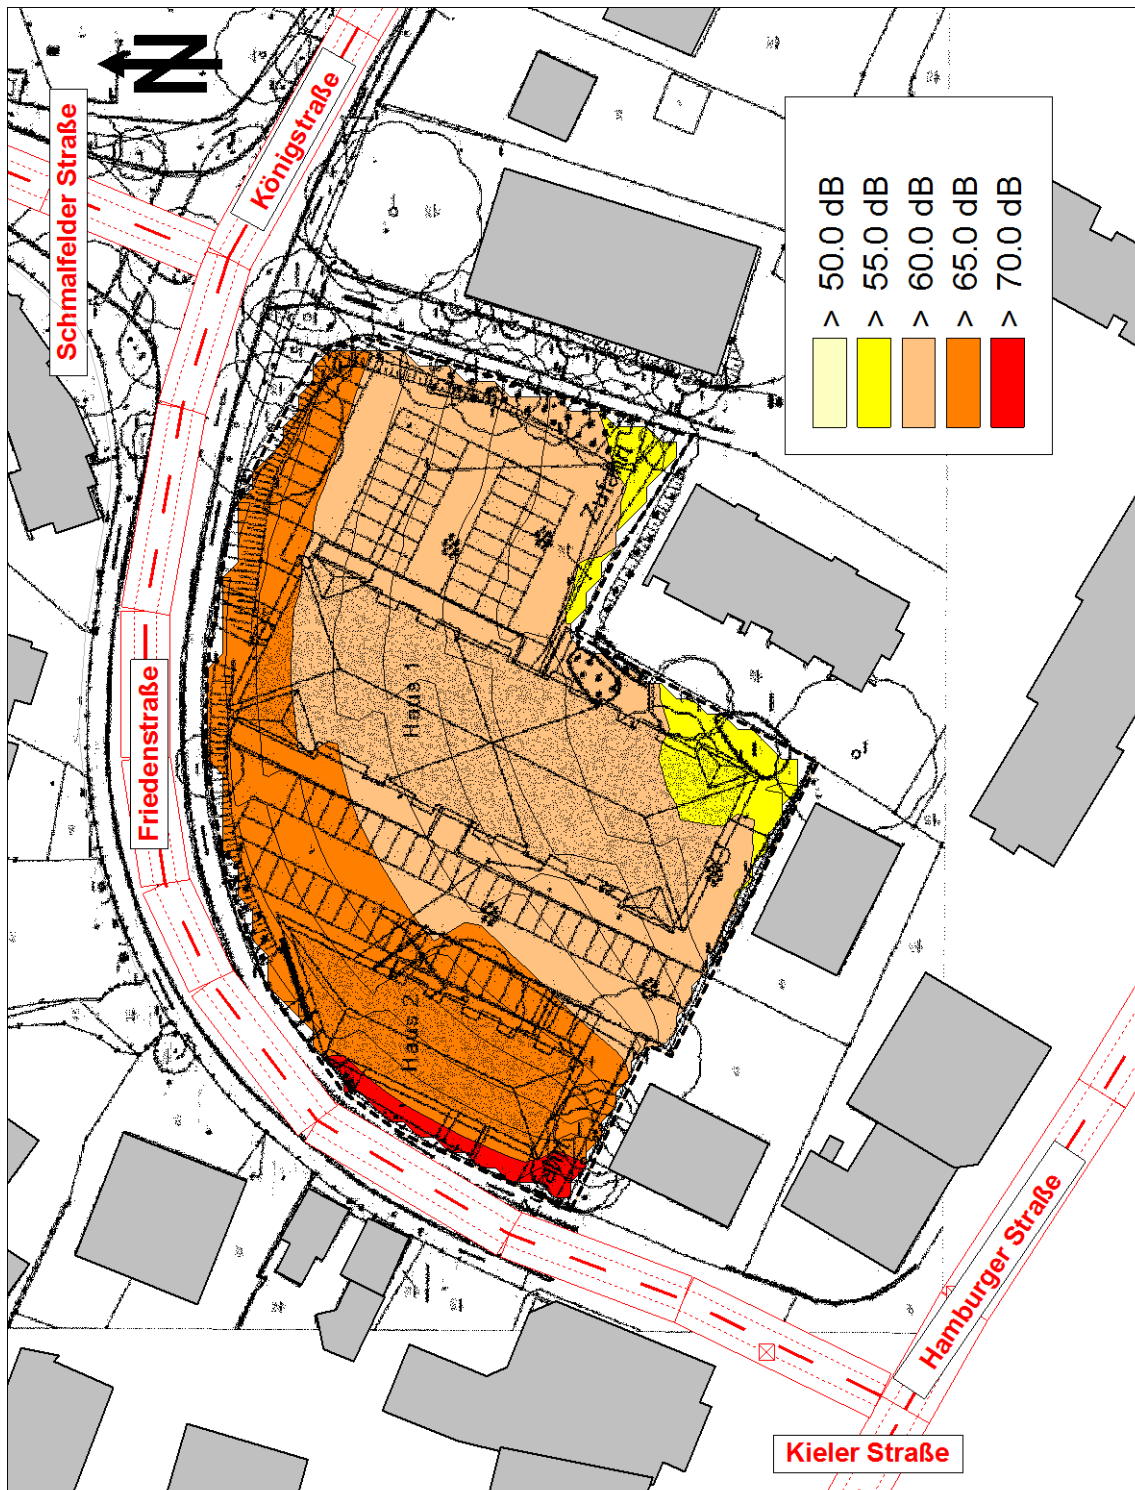 N
Schmalfelder Straße
Königstraße
Friedenstraße
> 50.0 dB
> 55.0 dB
> 60.0 dB
> 65.0 dB
> 70.0 dB
Haus 1
Haus 2
Hamburger Straße
Kieler Straße